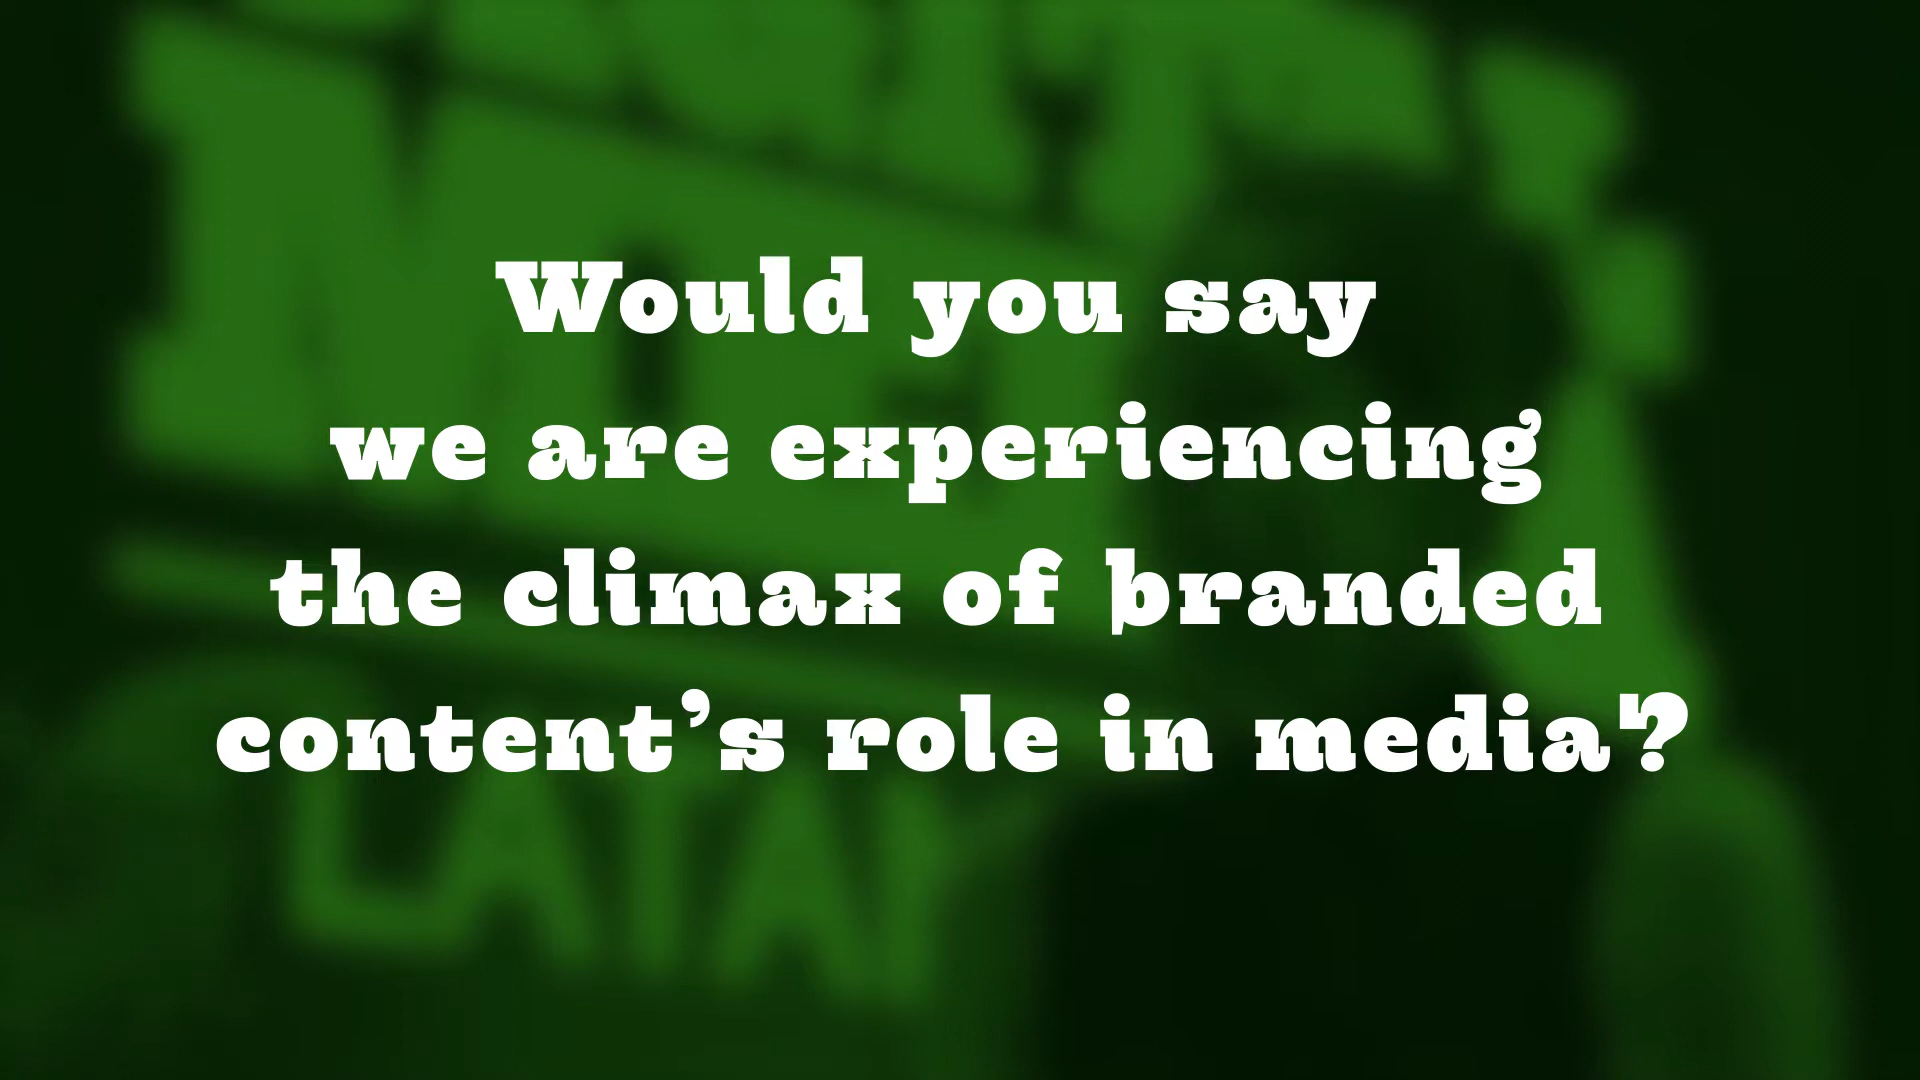 Would you say
we are experiencing
the climax of branded
content’s role in media?